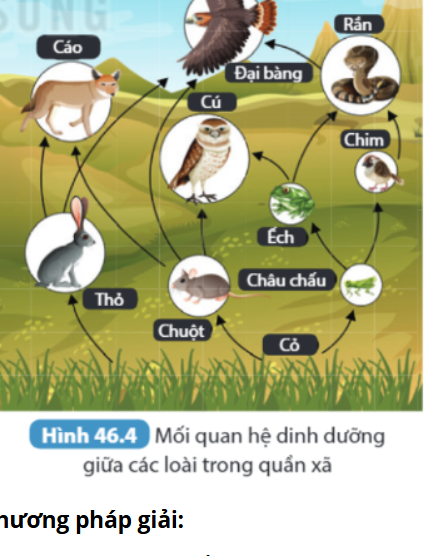 SUNG
Rắn
Cáo
Đại bàng
Cú
Chim
Ếch
Châu chấu
Thỏ
Chuột
Cỏ
Hình 46.4 Mối quan hệ dinh dưỡng
giữa các loài trong quần xã
hương pháp giải: